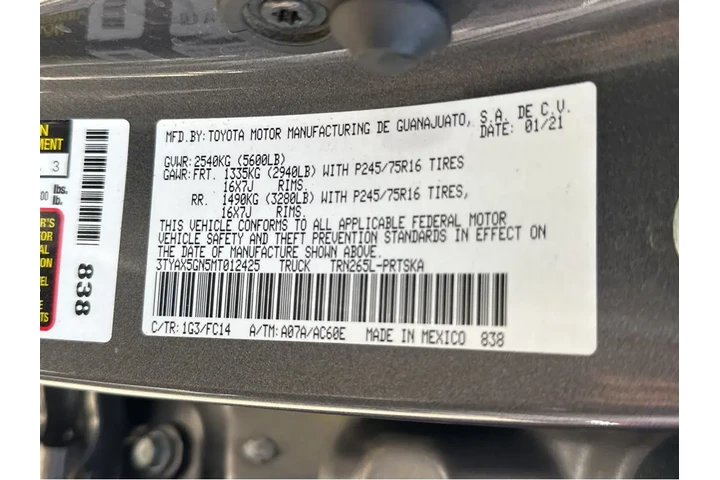 MFD. BY: TOYOTA MOTOR MANUFACTURING DE GUANAJUATO, S.A. DE C.V.
DATE: 01/21
GVWR: 2540KG (5600LB)
GAWR: FRT. 1335KG (2940LB) WITH P245/75R16 TIRES
16X7J RIMS.
RR. 1490KG (3280LB) WITH P245/75R16 TIRES,
16X7J RIMS.
THIS VEHICLE CONFORMS TO ALL APPLICABLE FEDERAL MOTOR
VEHICLE SAFETY AND THEFT PREVENTION STANDARDS IN EFFECT ON
THE DATE OF MANUFACTURE SHOWN ABOVE.
3TYAX5GN5MT012425 TRUCK TRN265L-PRTSKA
C/TR: 1G3/FC14 A/TM: A07A/AC60E MADE IN MEXICO 838
3
lbs.
lb.
838